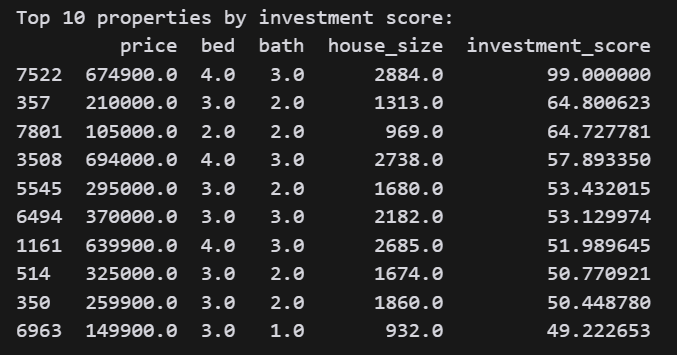 Top 10 properties by investment score:
price bed bath house_size investment_score
7522 674900.0 4.0 3.0 2884.0 99.000000
357 210000.0 3.0 2.0 1313.0 64.800623
7801 105000.0 2.0 2.0 969.0 64.727781
3508 694000.0 4.0 3.0 2738.0 57.893350
5545 295000.0 3.0 2.0 1680.0 53.432015
6494 370000.0 3.0 3.0 2182.0 53.129974
1161 639900.0 4.0 3.0 2685.0 51.989645
514 325000.0 3.0 2.0 1674.0 50.770921
350 259900.0 3.0 2.0 1860.0 50.448780
6963 149900.0 3.0 1.0 932.0 49.222653